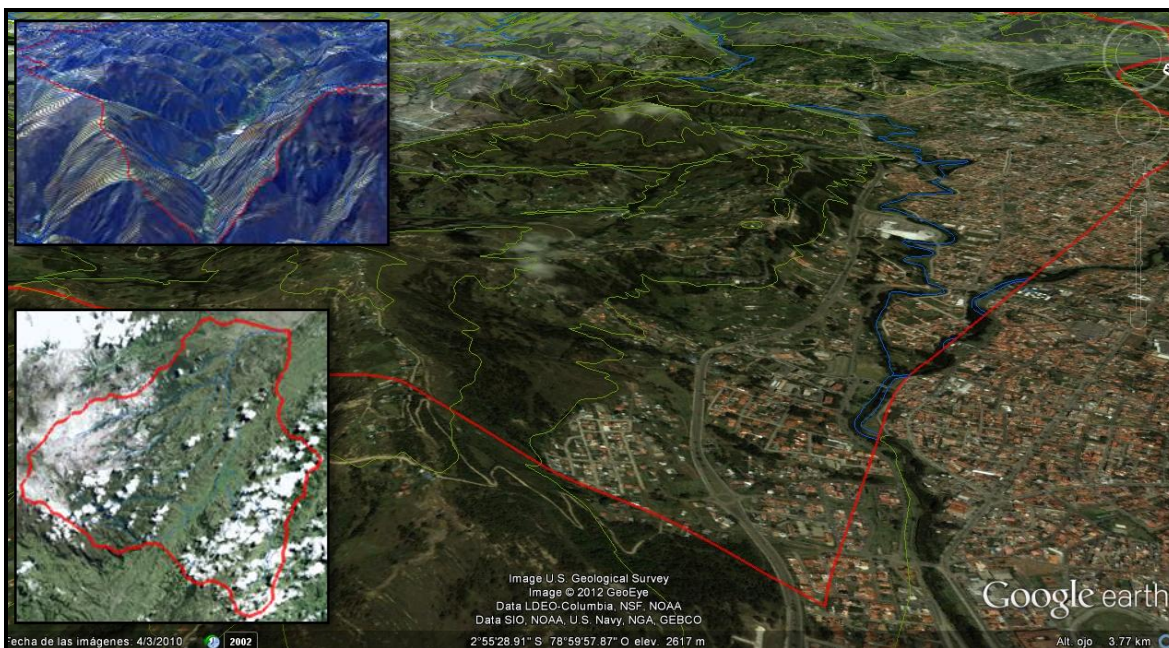 Image U.S. Geological Survey
Image © 2012 GeoEye
Data LDEO-Columbia, NSF, NOAA
Data SIO, NOAA, U.S. Navy, NGA, GEBCO
Google earth
Fecha de las imágenes: 4/3/2010 2002 2°55'28.91" S 78°59'57.87" O elev. 2617 m Alt. ojo 3.77 km